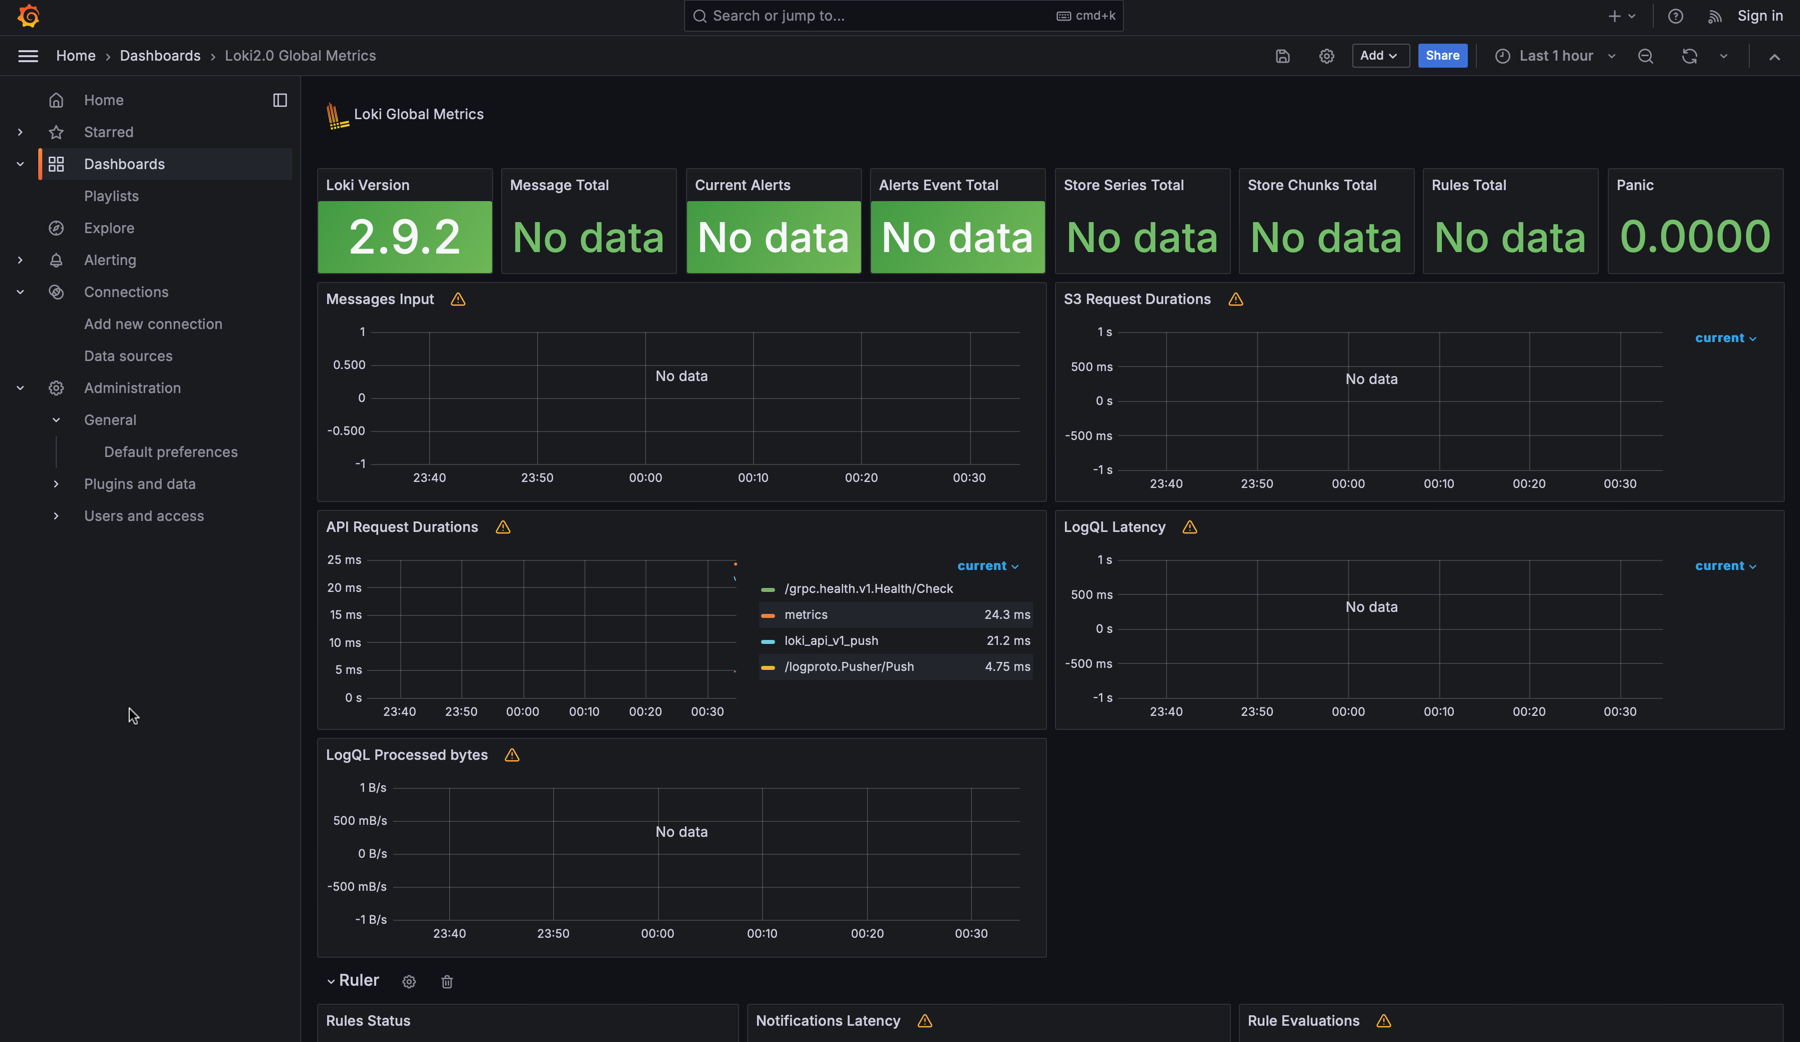 Search or jump to...
cmd+k
Sign in
Home › Dashboards › Loki2.0 Global Metrics
Add
Share
Last 1 hour
Home
Starred
Dashboards
Playlists
Explore
Alerting
Connections
Add new connection
Data sources
Administration
General
Default preferences
Plugins and data
Users and access
Loki Global Metrics
Loki Version
2.9.2
Message Total
No data
Current Alerts
No data
Alerts Event Total
No data
Store Series Total
No data
Store Chunks Total
No data
Rules Total
No data
Panic
0.0000
Messages Input
1
0.500
0
-0.500
-1
No data
23:40 23:50 00:00 00:10 00:20 00:30
S3 Request Durations
1 s
500 ms
0 s
-500 ms
-1 s
No data
current
23:40 23:50 00:00 00:10 00:20 00:30
API Request Durations
25 ms
20 ms
15 ms
10 ms
5 ms
0 s
23:40 23:50 00:00 00:10 00:20 00:30
current
/grpc.health.v1.Health/Check
metrics 24.3 ms
loki_api_v1_push 21.2 ms
/logproto.Pusher/Push 4.75 ms
LogQL Latency
1 s
500 ms
0 s
-500 ms
-1 s
No data
current
23:40 23:50 00:00 00:10 00:20 00:30
LogQL Processed bytes
1 B/s
500 mB/s
0 B/s
-500 mB/s
-1 B/s
No data
23:40 23:50 00:00 00:10 00:20 00:30
Ruler
Rules Status
Notifications Latency
Rule Evaluations